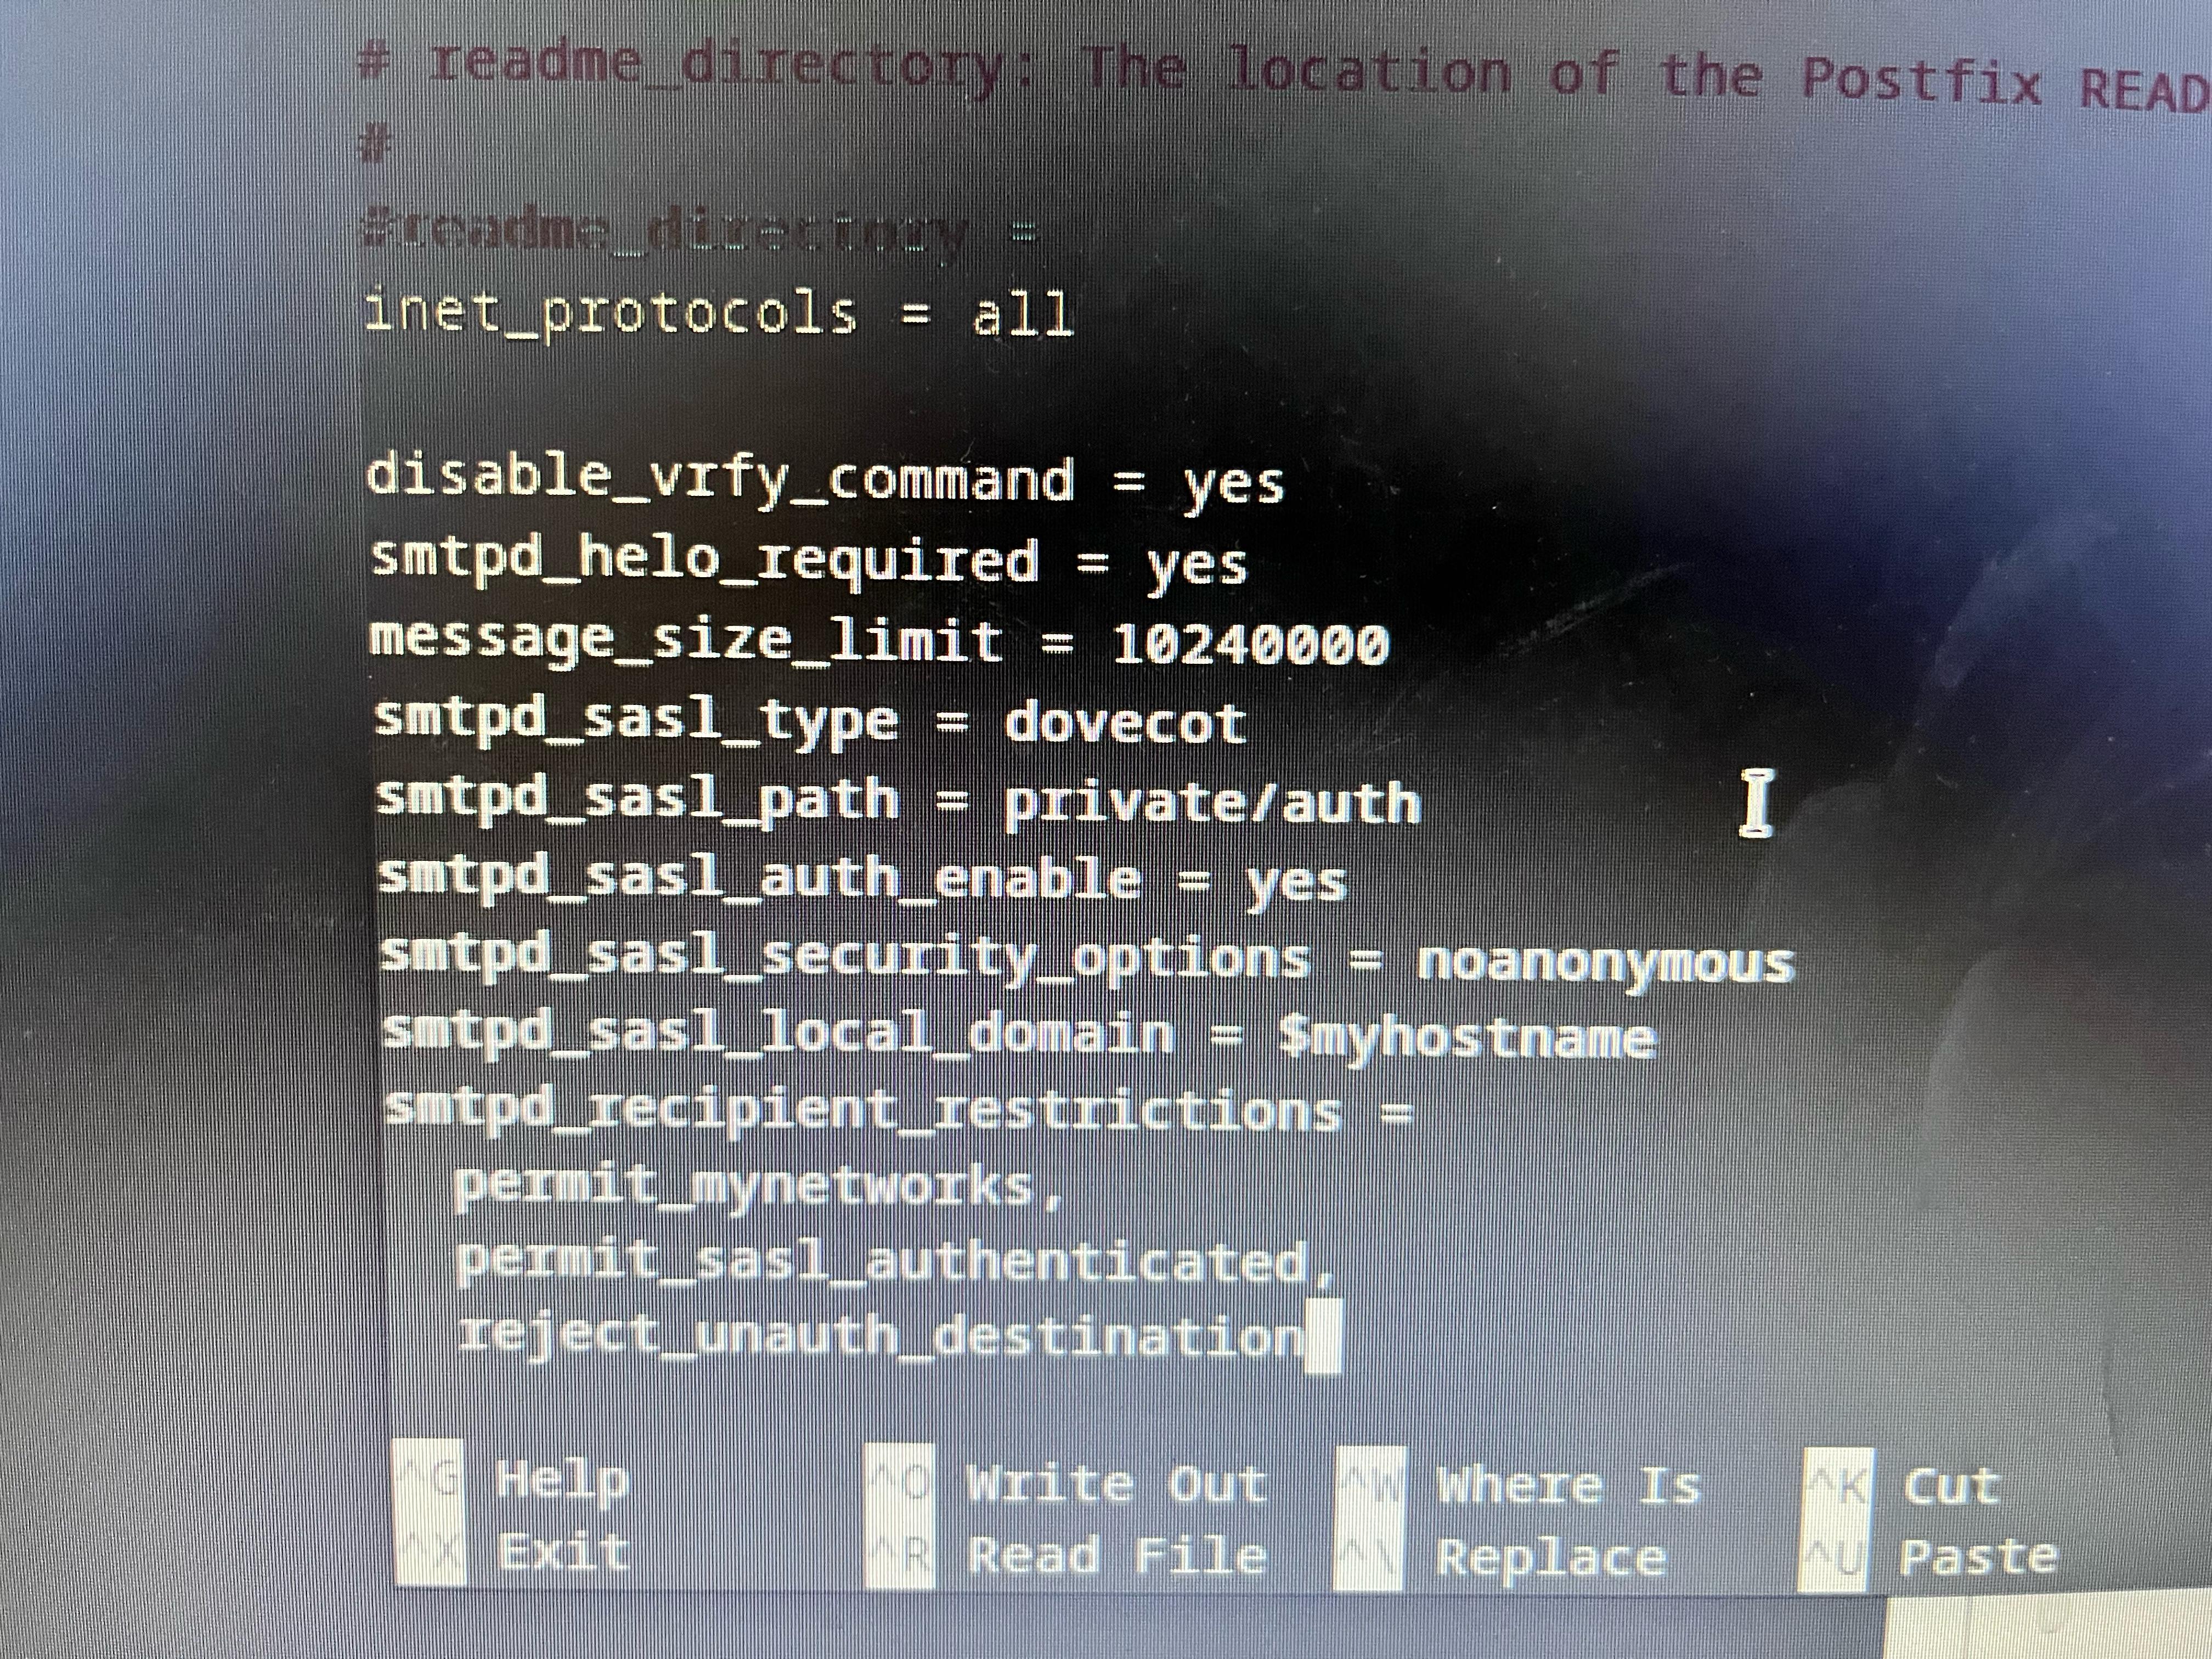 # readme_directory: The location of the Postfix READ
#
#readme_directory =
inet_protocols = all
disable_vrfy_command = yes
smtpd_helo_required = yes
message_size_limit = 10240000
smtpd_sasl_type = dovecot
smtpd_sasl_path = private/auth
smtpd_sasl_auth_enable = yes
smtpd_sasl_security_options = noanonymous
smtpd_sasl_local_domain = $myhostname
smtpd_recipient_restrictions =
permit_mynetworks,
permit_sasl_authenticated,
reject_unauth_destination
^G Help ^O Write Out ^W Where Is ^K Cut
^X Exit ^R Read File ^\ Replace ^U Paste